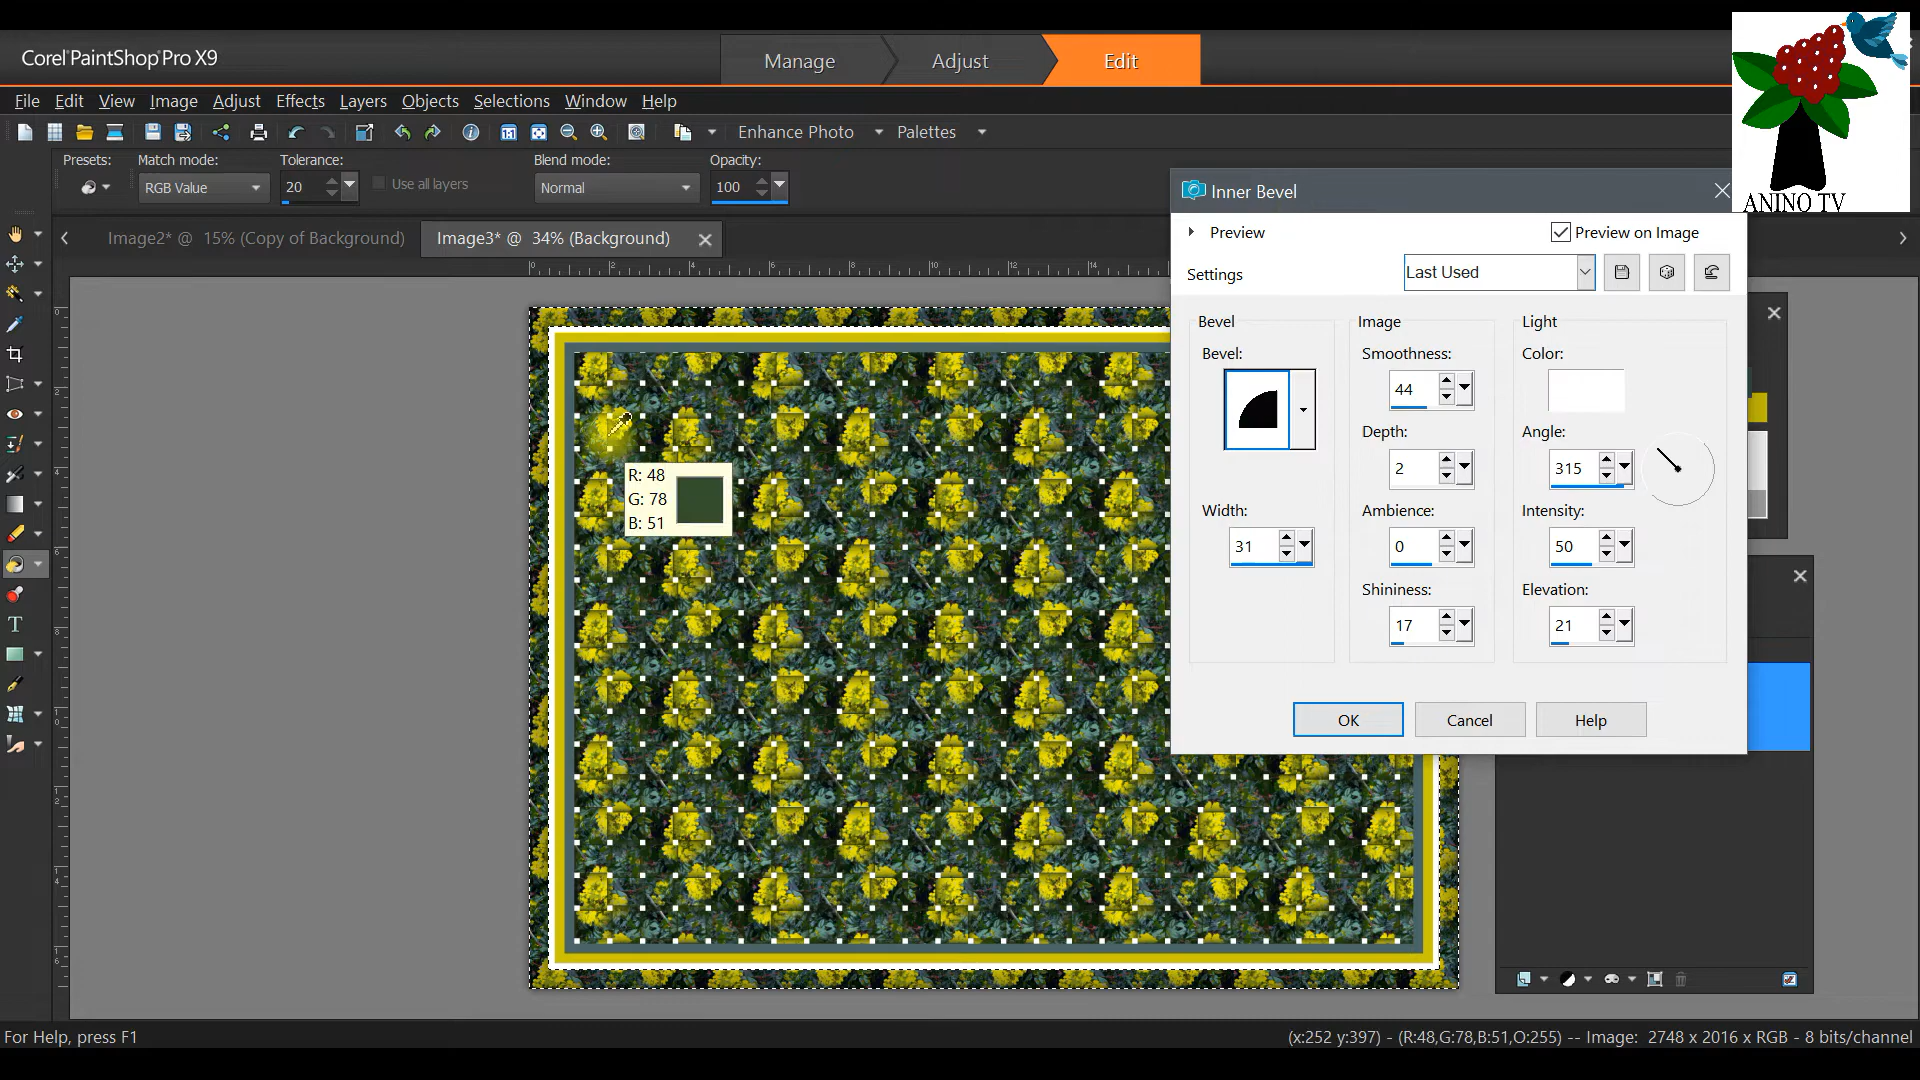 Corel PaintShop Pro X9
Manage
Adjust
Edit
File Edit View Image Adjust Effects Layers Objects Selections Window Help
Enhance Photo
Palettes
Presets:
Match mode:
Tolerance:
Blend mode:
Opacity:
RGB Value
20
Use all layers
Normal
100
Image2* @ 15% (Copy of Background)
Image3* @ 34% (Background)
ANINO TV
Inner Bevel
Preview
Preview on Image
Settings
Last Used
Bevel
Image
Light
Bevel:
Smoothness:
Color:
44
Depth:
Angle:
2
315
Width:
Ambience:
Intensity:
31
0
50
Shininess:
Elevation:
17
21
OK
Cancel
Help
R: 48
G: 78
B: 51
For Help, press F1
(x:252 y:397) - (R:48,G:78,B:51,O:255) -- Image: 2748 x 2016 x RGB - 8 bits/channel